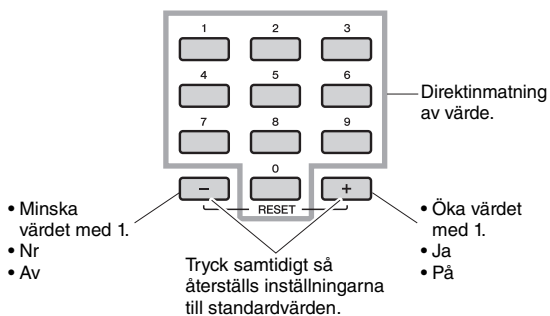 1 2 3
4 5 6
Direktinmatning
av värde.
7 8 9
0
– +
RESET
• Minska
värdet med 1.
• Nr
• Av
Tryck samtidigt så
återställs inställningarna
till standardvärden.
• Öka värdet
med 1.
• Ja
• På